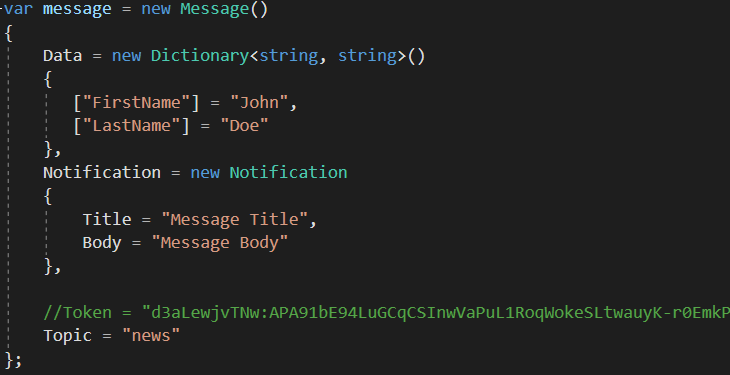 var message = new Message()
{
Data = new Dictionary<string, string>()
{
["FirstName"] = "John",
["LastName"] = "Doe"
},
Notification = new Notification
{
Title = "Message Title",
Body = "Message Body"
},
//Token = "d3aLewjvTNw:APA91bE94LuGCqCSInwVaPuL1RoqWokeSLtwauyK-r0EmkP
Topic = "news"
};